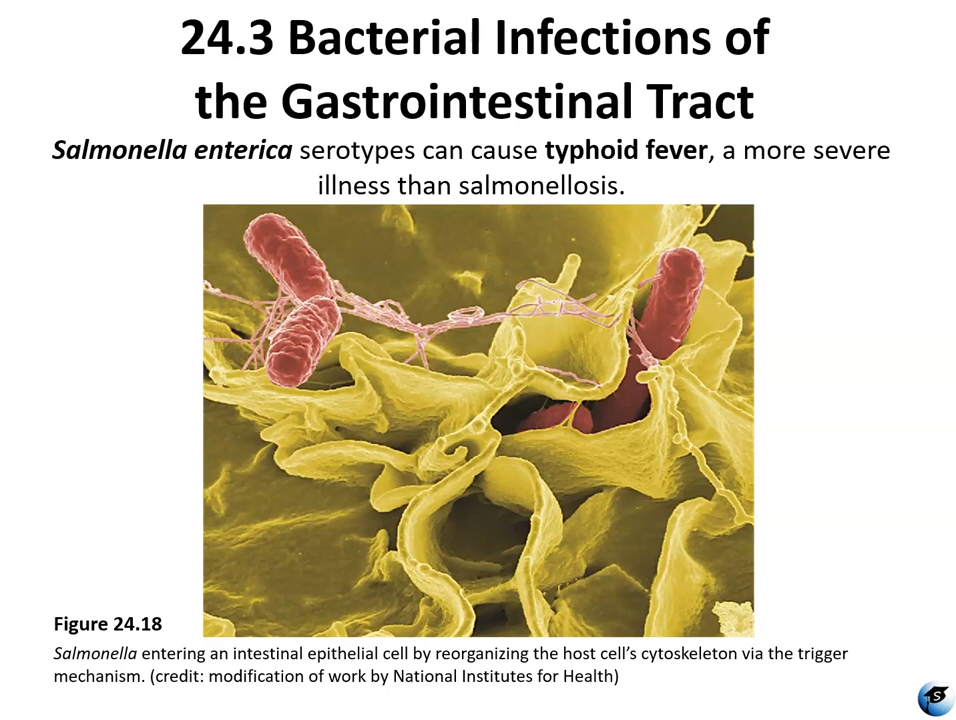 24.3 Bacterial Infections of
the Gastrointestinal Tract
Salmonella enterica serotypes can cause typhoid fever, a more severe
illness than salmonellosis.
Figure 24.18
Salmonella entering an intestinal epithelial cell by reorganizing the host cell’s cytoskeleton via the trigger
mechanism. (credit: modification of work by National Institutes for Health)
S